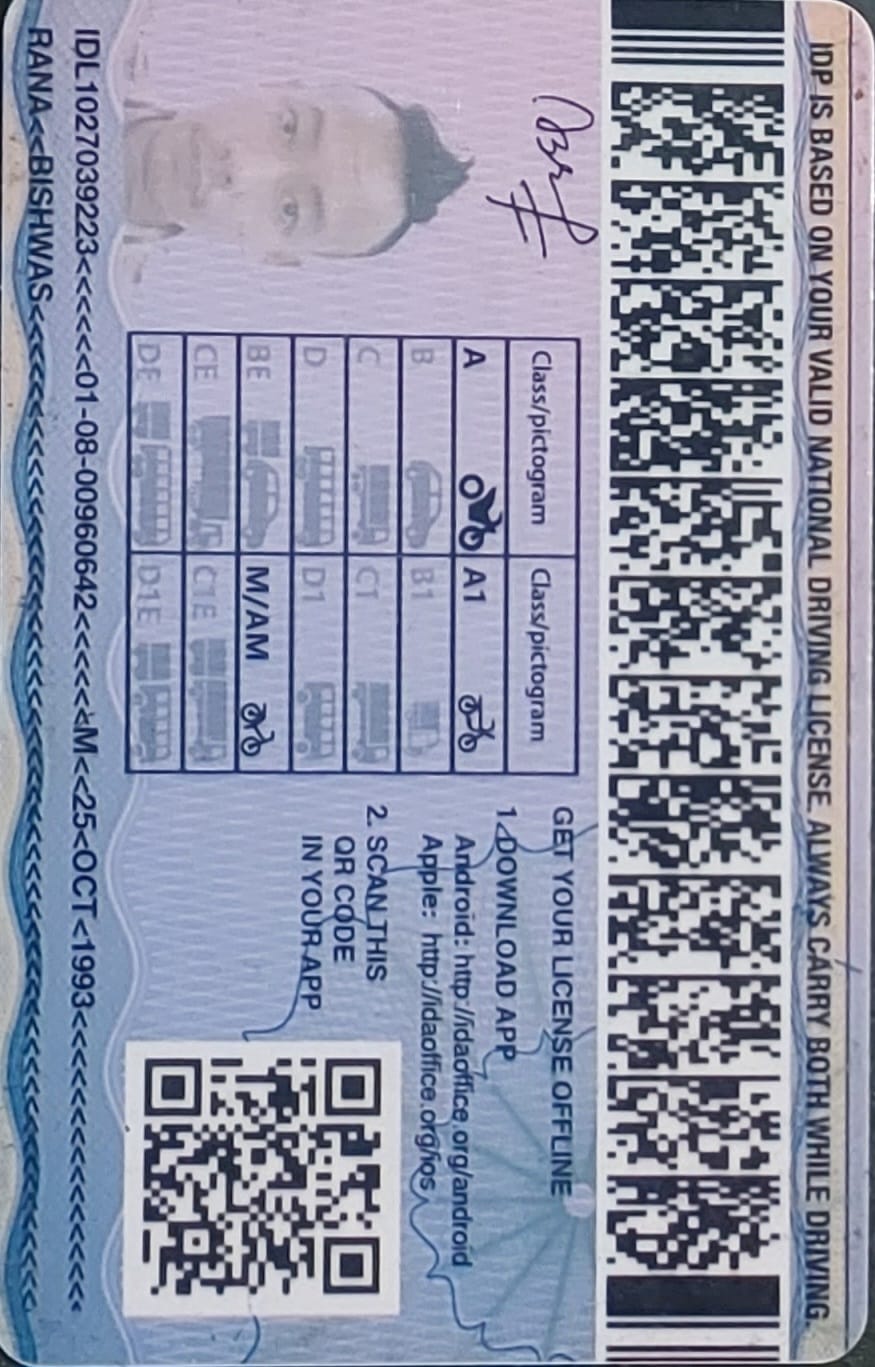 IDP IS BASED ON YOUR VALID NATIONAL DRIVING LICENSE, ALWAYS CARRY BOTH WHILE DRIVING.
Class/pictogram Class/pictogram
A A1
B B1
C C1
D D1
BE M/AM
CE C1E
DE D1E
GET YOUR LICENSE OFFLINE
1. DOWNLOAD APP
Android: http://idaoffice.org/android
Apple: http://idaoffice.org/ios
2. SCAN THIS
QR CODE
IN YOUR APP
IDL1027039223<<<<<<01-08-00960642<<<<<<M<<25<OCT<1993<<<<<<<<<<<<<<<<<
RANA<<BISHWAS<<<<<<<<<<<<<<<<<<<<<<<<<<<<<<<<<<<<<<<<<<<<<<<<<<<<<<<<